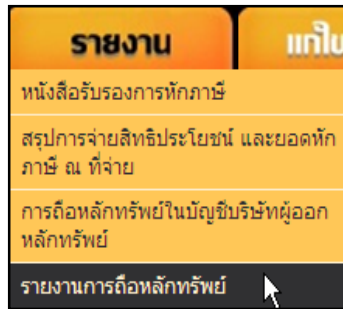 รายงาน
หนังสือรับรองการหักภาษี
สรุปการจ่ายสิทธิประโยชน์ และยอดหัก
ภาษี ณ ที่จ่าย
การถือหลักทรัพย์ในบัญชีบริษัทผู้ออก
หลักทรัพย์
รายงานการถือหลักทรัพย์